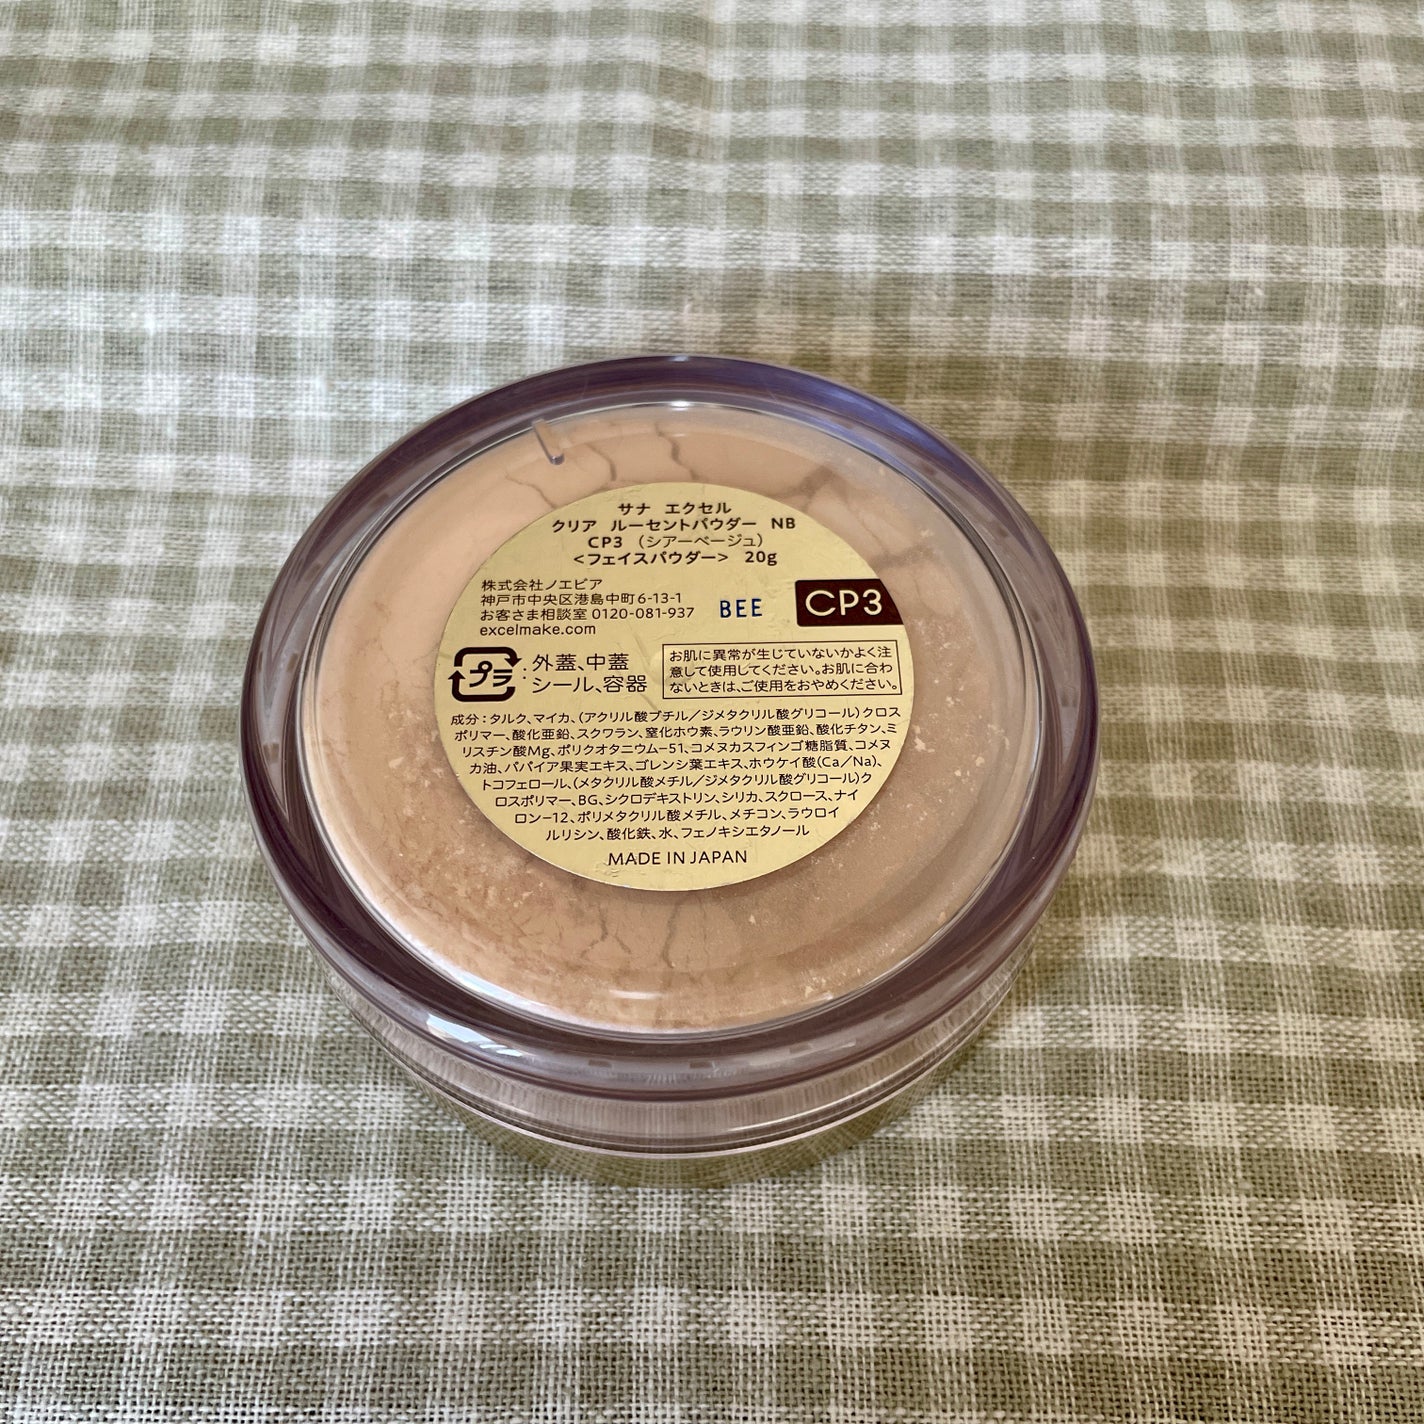 サナ エクセル
クリア ルーセントパウダー NB
CP3 （シアーベージュ）
<フェイスパウダー> 20g
株式会社ノエビア
神戸市中央区港島中町6-13-1
お客さま相談室 0120-081-937
excelmake.com
BEE
CP3
プラ
: 外蓋、中蓋
シール、容器
お肌に異常が生じていないかよく注
意して使用してください。お肌に合わ
ないときは、ご使用をおやめください。
成分：タルク、マイカ、（アクリル酸ブチル／ジメタクリル酸グリコール）クロス
ポリマー、酸化亜鉛、スクワラン、窒化ホウ素、ラウリン酸亜鉛、酸化チタン、ミ
リスチン酸Mg、ポリクオタニウム-51、コメヌカスフィンゴ糖脂質、コメヌ
カ油、パパイア果実エキス、ゴレンシ葉エキス、ホウケイ酸(Ca／Na)、
トコフェロール、（メタクリル酸メチル／ジメタクリル酸グリコール）ク
ロスポリマー、BG、シクロデキストリン、シリカ、スクロース、ナイ
ロン-12、ポリメタクリル酸メチル、メチコン、ラウロイ
ルリシン、酸化鉄、水、フェノキシエタノール
MADE IN JAPAN